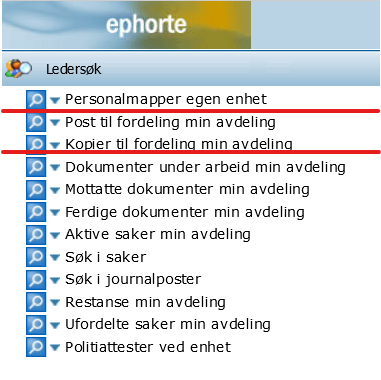 ephorte
Ledersøk
Personalmapper egen enhet
Post til fordeling min avdeling
Kopier til fordeling min avdeling
Dokumenter under arbeid min avdeling
Mottatte dokumenter min avdeling
Ferdige dokumenter min avdeling
Aktive saker min avdeling
Søk i saker
Søk i journalposter
Restanse min avdeling
Ufordelte saker min avdeling
Politiattester ved enhet